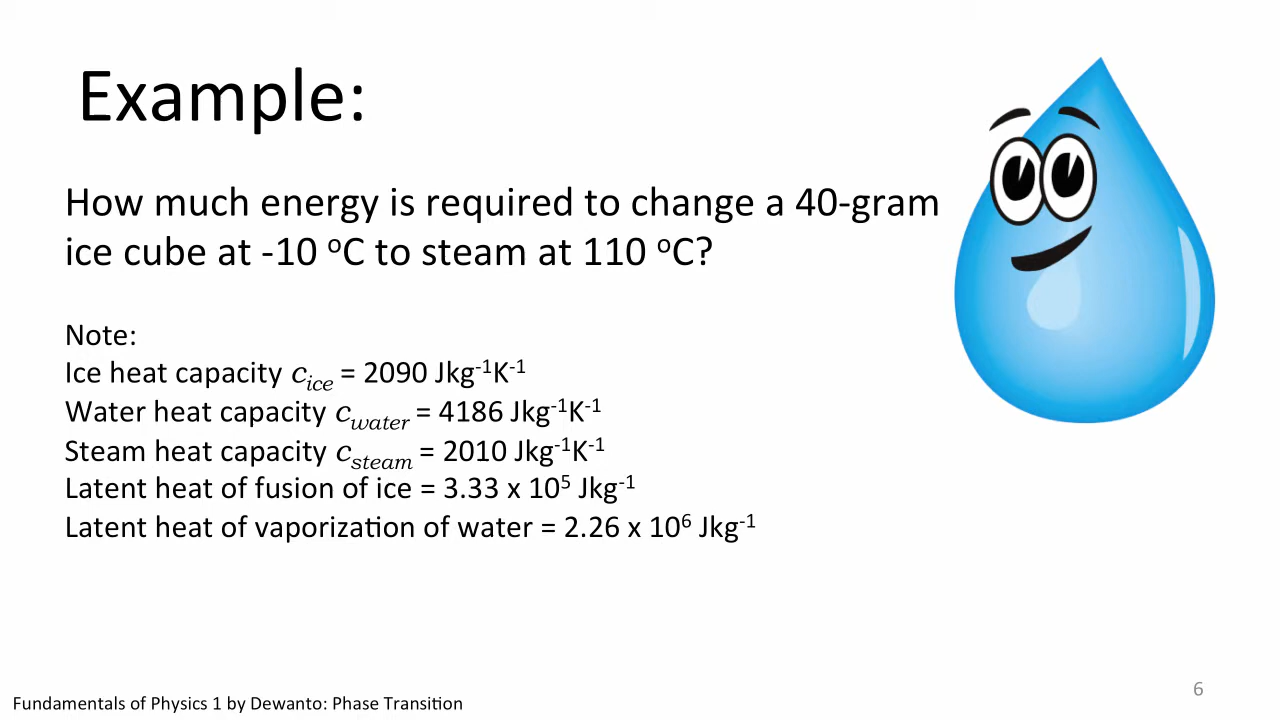 Example:
How much energy is required to change a 40-gram
ice cube at -10 ºC to steam at 110 ºC?
Note:
Ice heat capacity c_ice = 2090 Jkg⁻¹K⁻¹
Water heat capacity c_water = 4186 Jkg⁻¹K⁻¹
Steam heat capacity c_steam = 2010 Jkg⁻¹K⁻¹
Latent heat of fusion of ice = 3.33 x 10⁵ Jkg⁻¹
Latent heat of vaporization of water = 2.26 x 10⁶ Jkg⁻¹
Fundamentals of Physics 1 by Dewanto: Phase Transition
6